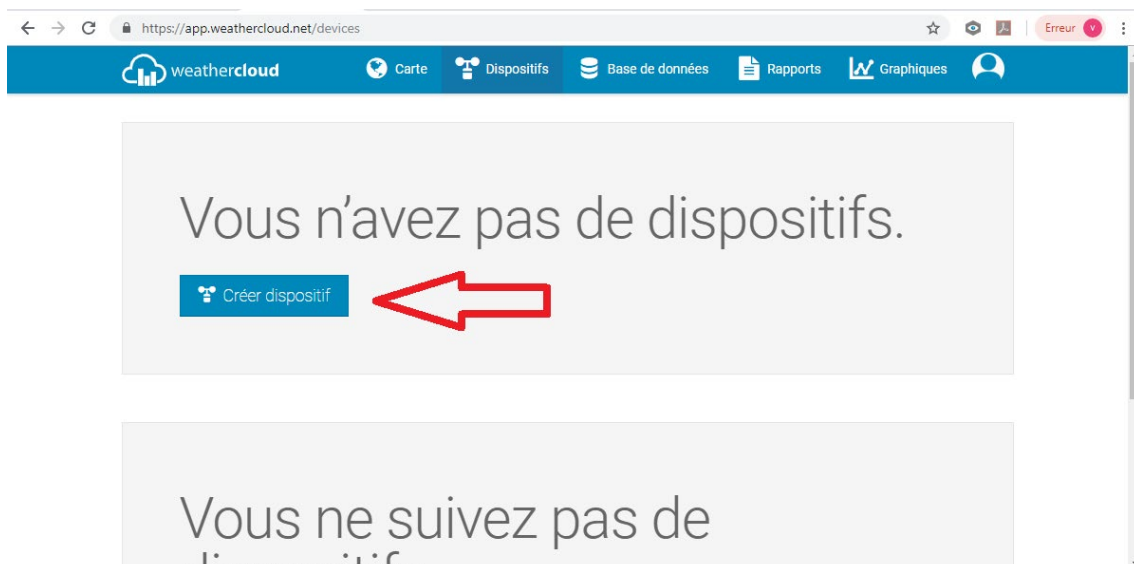 https://app.weathercloud.net/devices
Erreur
V
weathercloud
Carte
Dispositifs
Base de données
Rapports
Graphiques
Vous n’avez pas de dispositifs.
Créer dispositif
Vous ne suivez pas de